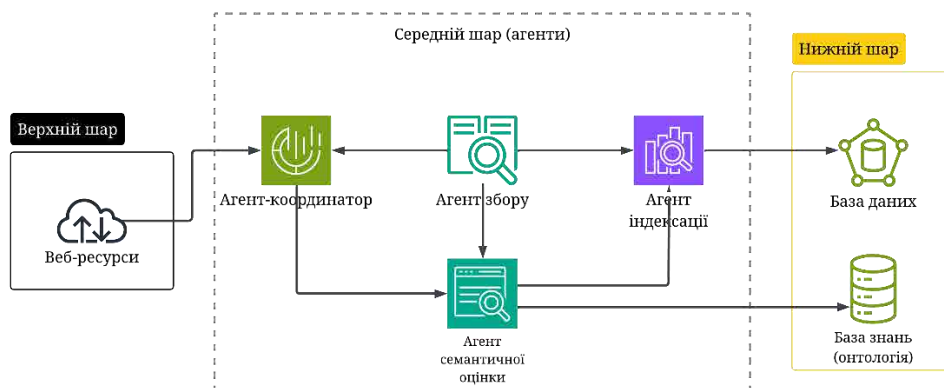 Середній шар (агенти)
Нижній шар
Верхній шар
Агент-координатор
Агент збору
Агент
індексації
База даних
Веб-ресурси
Агент
семантичної
оцінки
База знань
(онтологія)